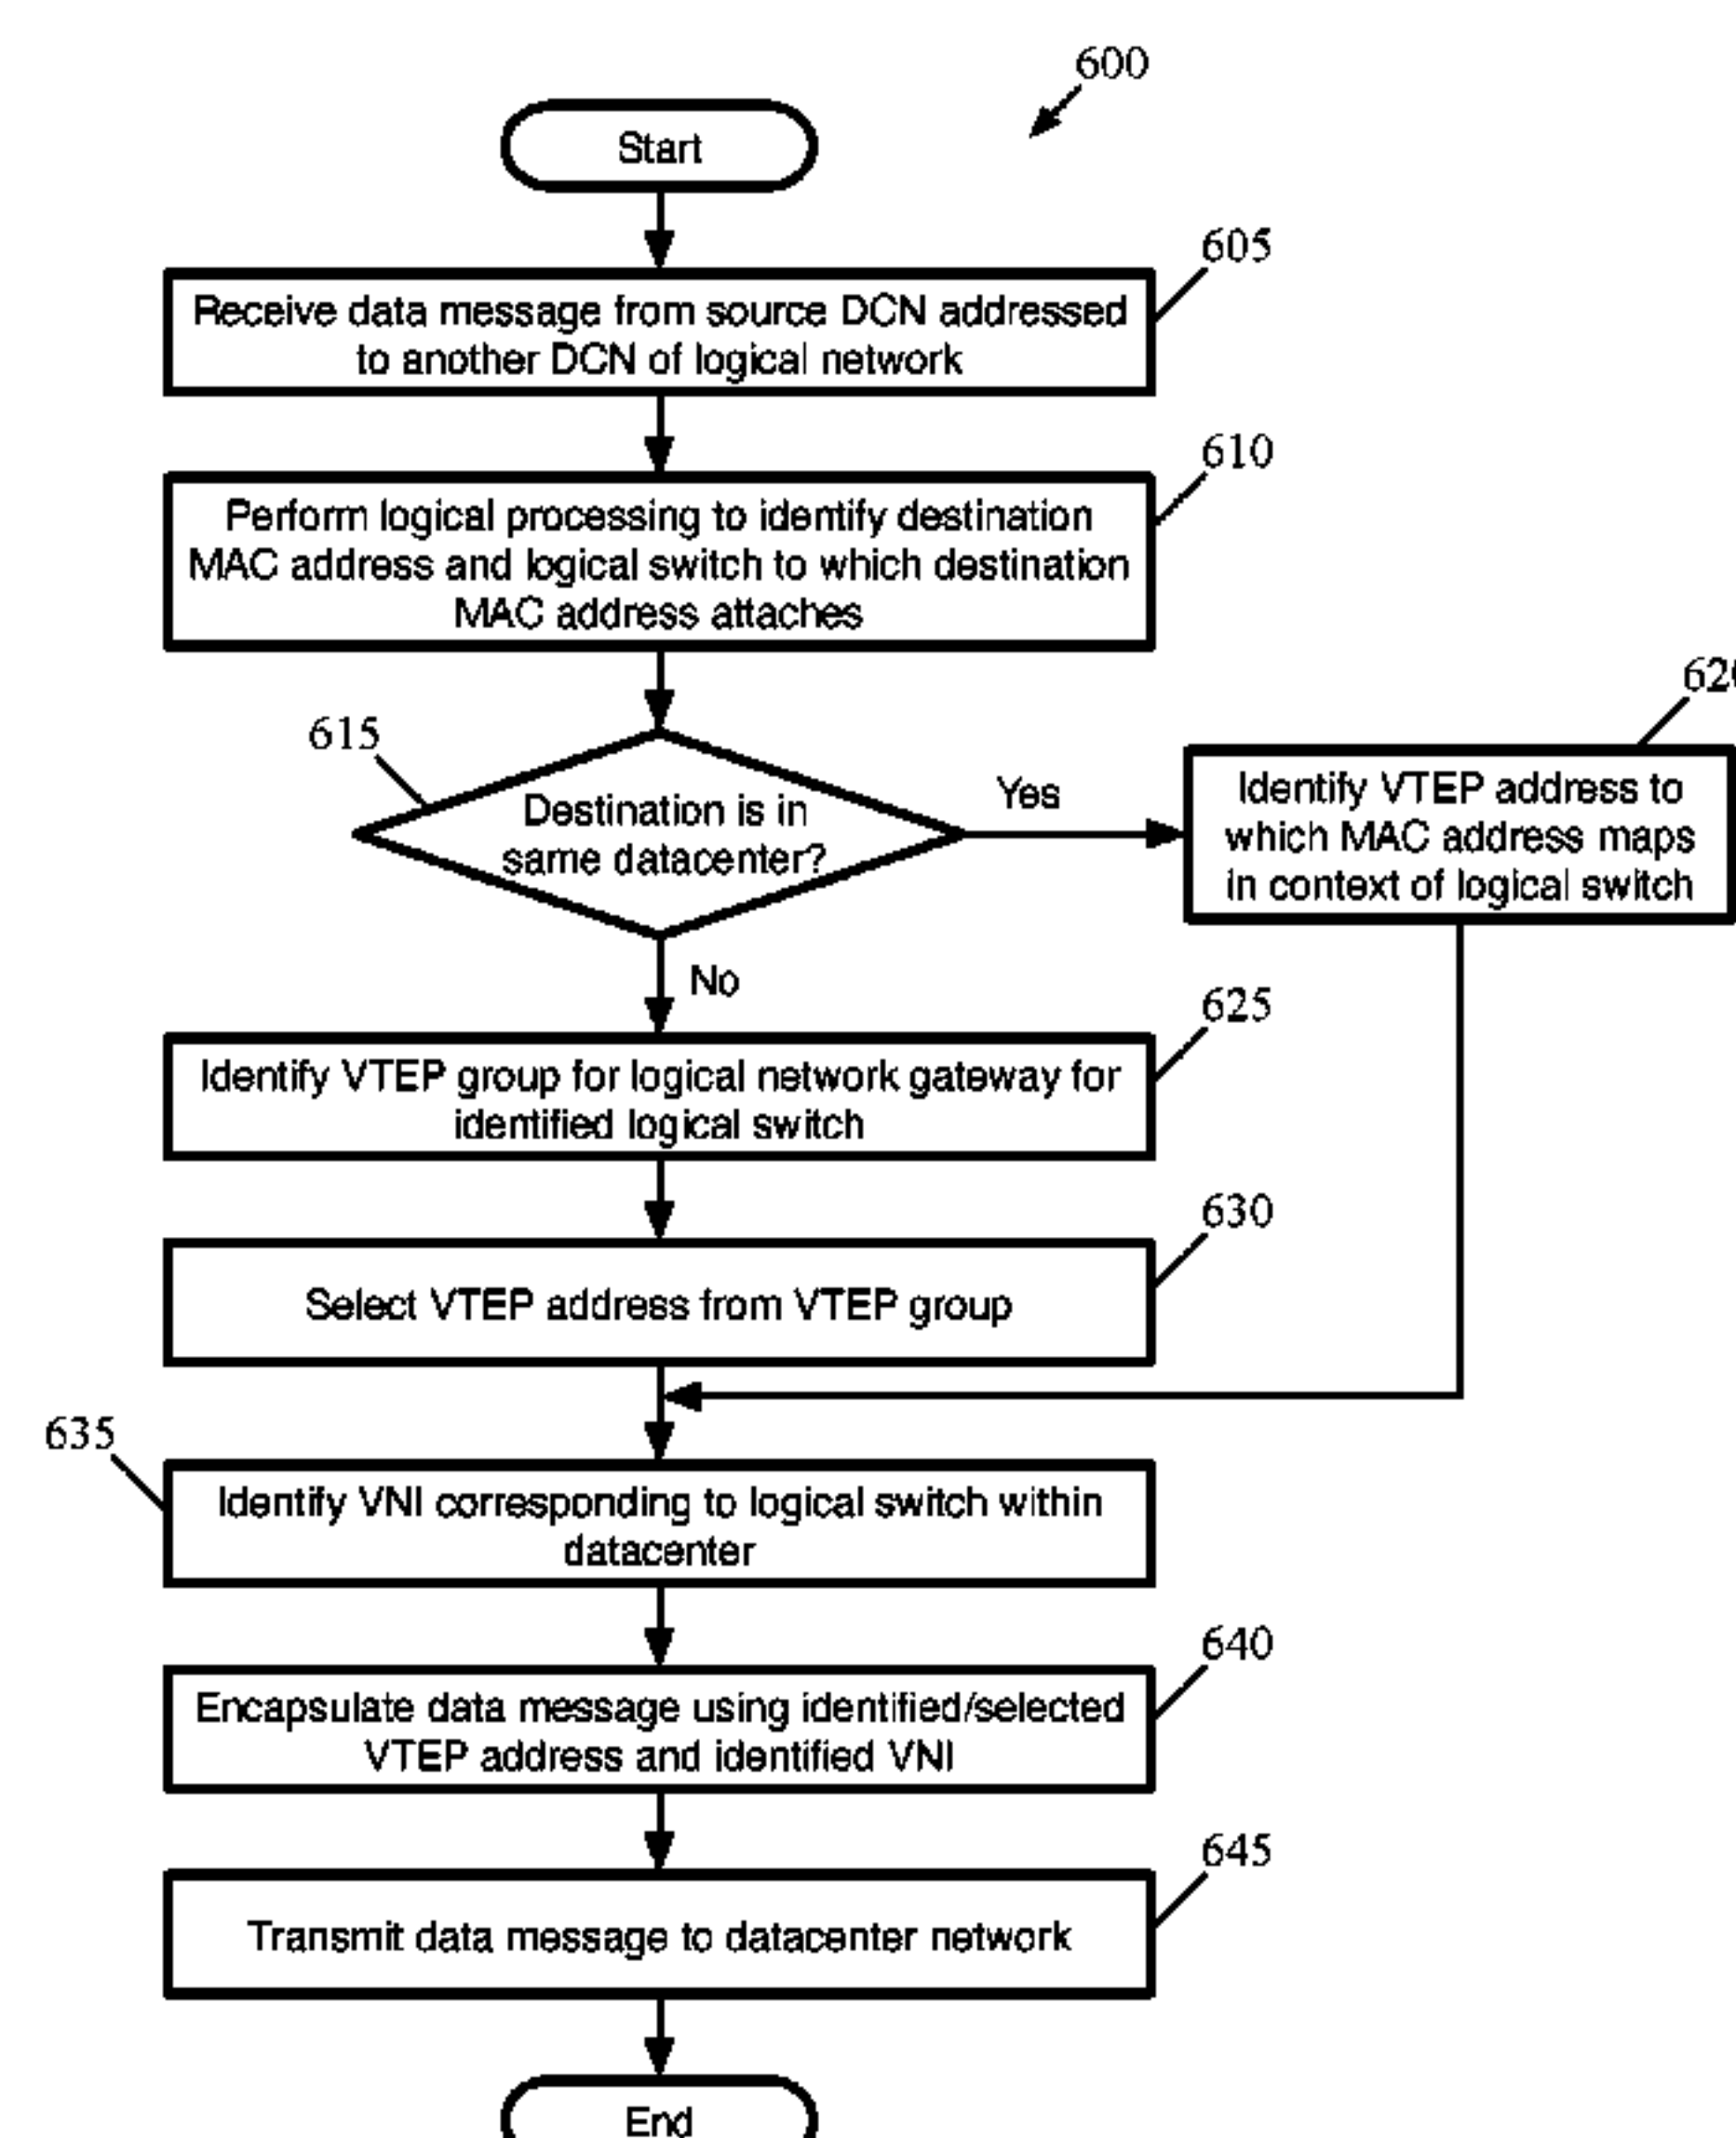 600
Start
605
Receive data message from source DCN addressed
to another DCN of logical network
610
Perform logical processing to identify destination
MAC address and logical switch to which destination
MAC address attaches
615
Destination is in
same datacenter?
Yes
Identify VTEP address to
which MAC address maps
in context of logical switch
No
625
Identify VTEP group for logical network gateway for
identified logical switch
630
Select VTEP address from VTEP group
635
Identify VNI corresponding to logical switch within
datacenter
640
Encapsulate data message using identified/selected
VTEP address and identified VNI
645
Transmit data message to datacenter network
End